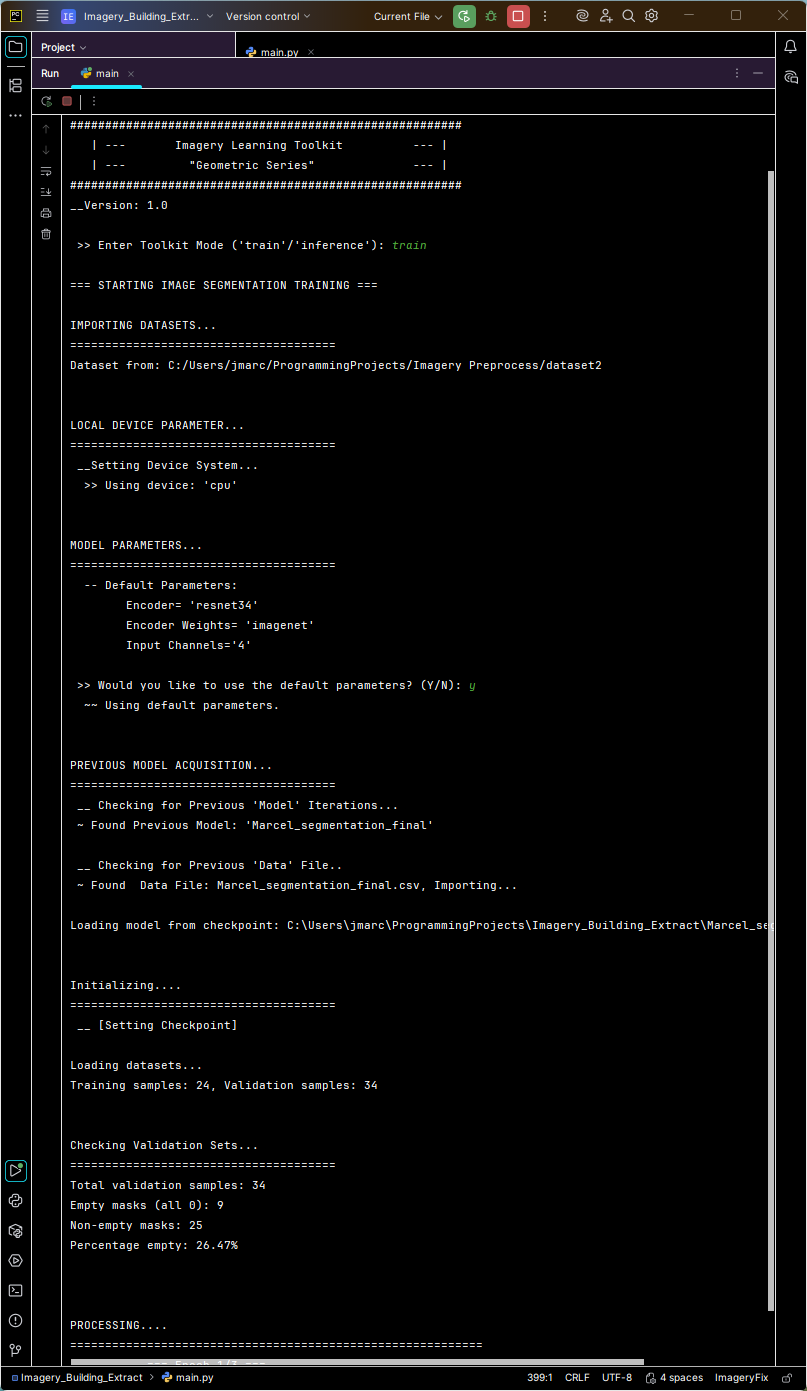 PC
IE Imagery_Building_Extr... Version control Current File
Project
main.py
Run main
########################################################
| --- Imagery Learning Toolkit --- |
| --- "Geometric Series" --- |
########################################################
__Version: 1.0
>> Enter Toolkit Mode ('train'/'inference'): train
=== STARTING IMAGE SEGMENTATION TRAINING ===
IMPORTING DATASETS...
======================================
Dataset from: C:/Users/jmarc/ProgrammingProjects/Imagery Preprocess/dataset2
LOCAL DEVICE PARAMETER...
======================================
__Setting Device System...
>> Using device: 'cpu'
MODEL PARAMETERS...
======================================
-- Default Parameters:
Encoder= 'resnet34'
Encoder Weights= 'imagenet'
Input Channels='4'
>> Would you like to use the default parameters? (Y/N): y
~~ Using default parameters.
PREVIOUS MODEL ACQUISITION...
======================================
__ Checking for Previous 'Model' Iterations...
~ Found Previous Model: 'Marcel_segmentation_final'
__ Checking for Previous 'Data' File..
~ Found  Data File: Marcel_segmentation_final.csv, Importing...
Loading model from checkpoint: C:\Users\jmarc\ProgrammingProjects\Imagery_Building_Extract\Marcel_seg
Initializing....
======================================
__ [Setting Checkpoint]
Loading datasets...
Training samples: 24, Validation samples: 34
Checking Validation Sets...
======================================
Total validation samples: 34
Empty masks (all 0): 9
Non-empty masks: 25
Percentage empty: 26.47%
PROCESSING....
===========================================================
--- Epoch 1/3 ---
Imagery_Building_Extract > main.py 399:1 CRLF UTF-8 4 spaces ImageryFix